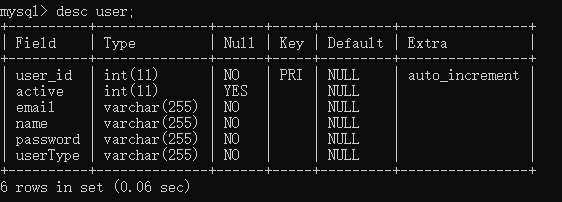 mysql> desc user;
+-----------+--------------+------+-----+---------+----------------+
| Field     | Type         | Null | Key | Default | Extra          |
+-----------+--------------+------+-----+---------+----------------+
| user_id   | int(11)      | NO   | PRI | NULL    | auto_increment |
| active    | int(11)      | YES  |     | NULL    |                |
| email     | varchar(255) | NO   |     | NULL    |                |
| name      | varchar(255) | NO   |     | NULL    |                |
| password  | varchar(255) | NO   |     | NULL    |                |
| userType  | varchar(255) | NO   |     | NULL    |                |
+-----------+--------------+------+-----+---------+----------------+
6 rows in set (0.06 sec)